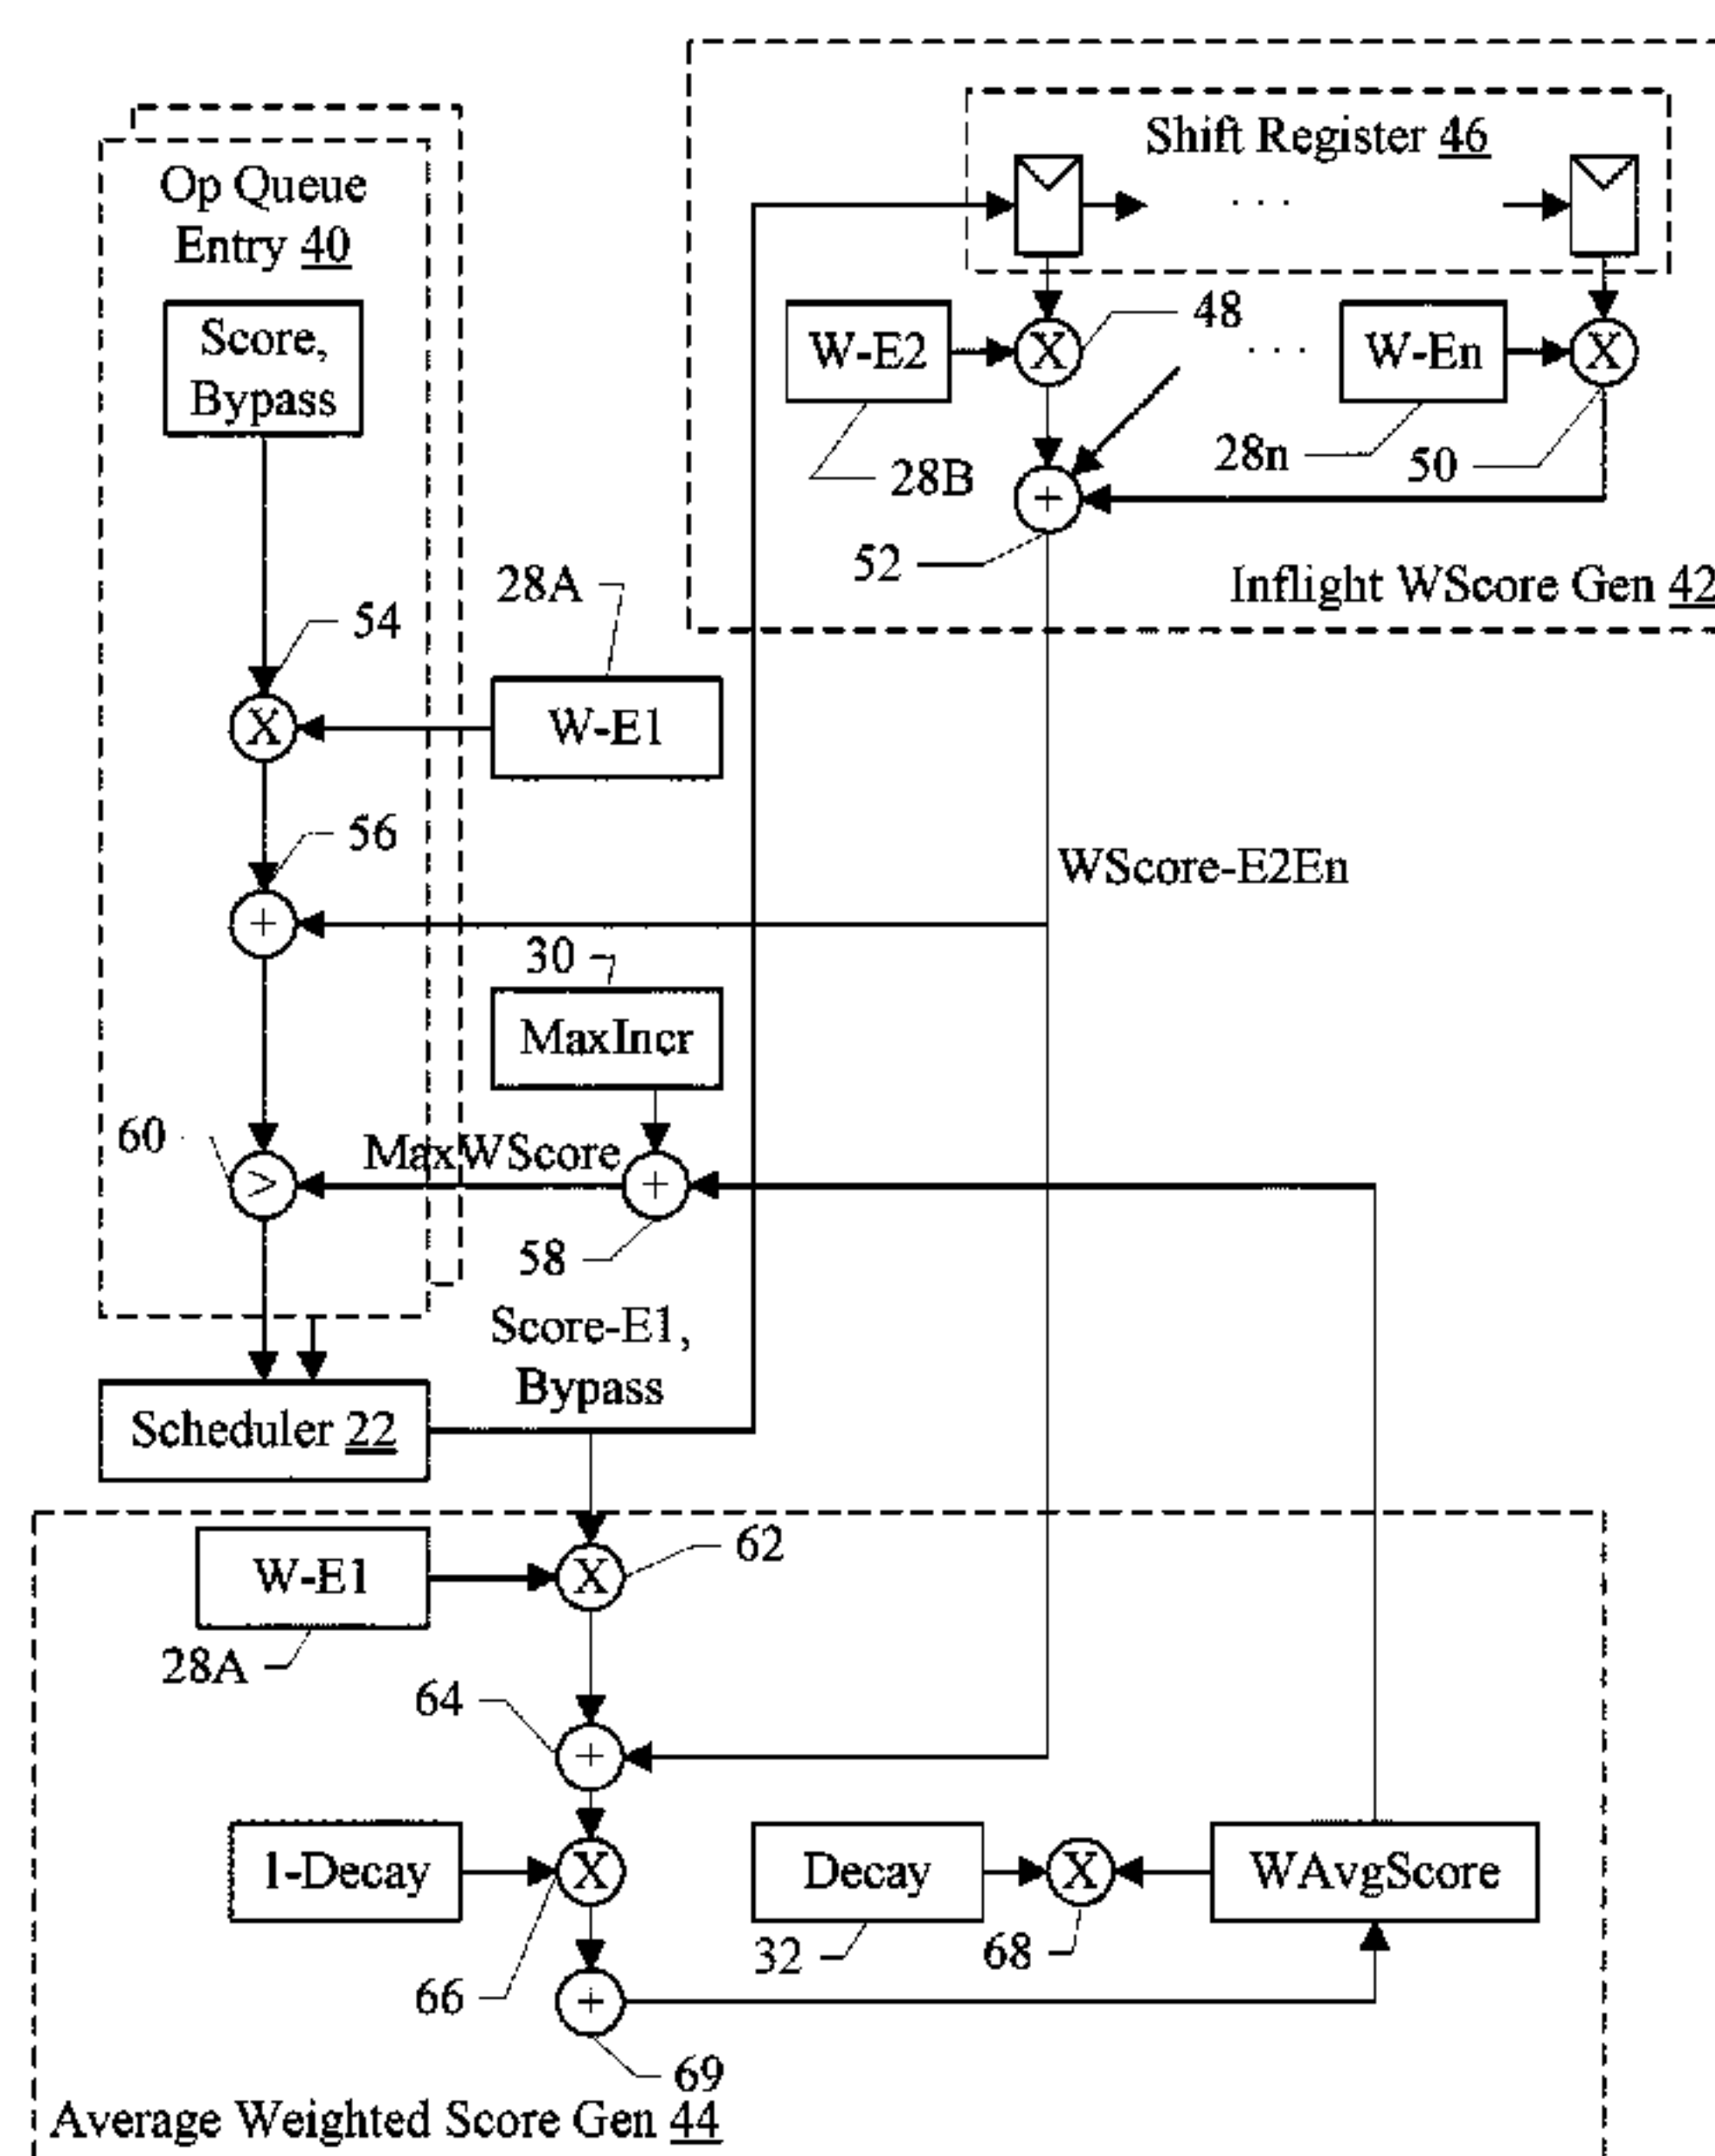 Shift Register 46
Op Queue
Entry 40
Score,
Bypass
W-E2
X
48
. . .
W-En
X
28B
28n
50
+
52
Inflight WScore Gen 42
28A
54
X
W-E1
56
+
WScore-E2En
30
MaxIncr
60
>
MaxWScore
+
58
Score-E1,
Bypass
Scheduler 22
W-E1
X
62
28A
64
+
1-Decay
X
Decay
X
WAvgScore
66
32
68
+
69
Average Weighted Score Gen 44